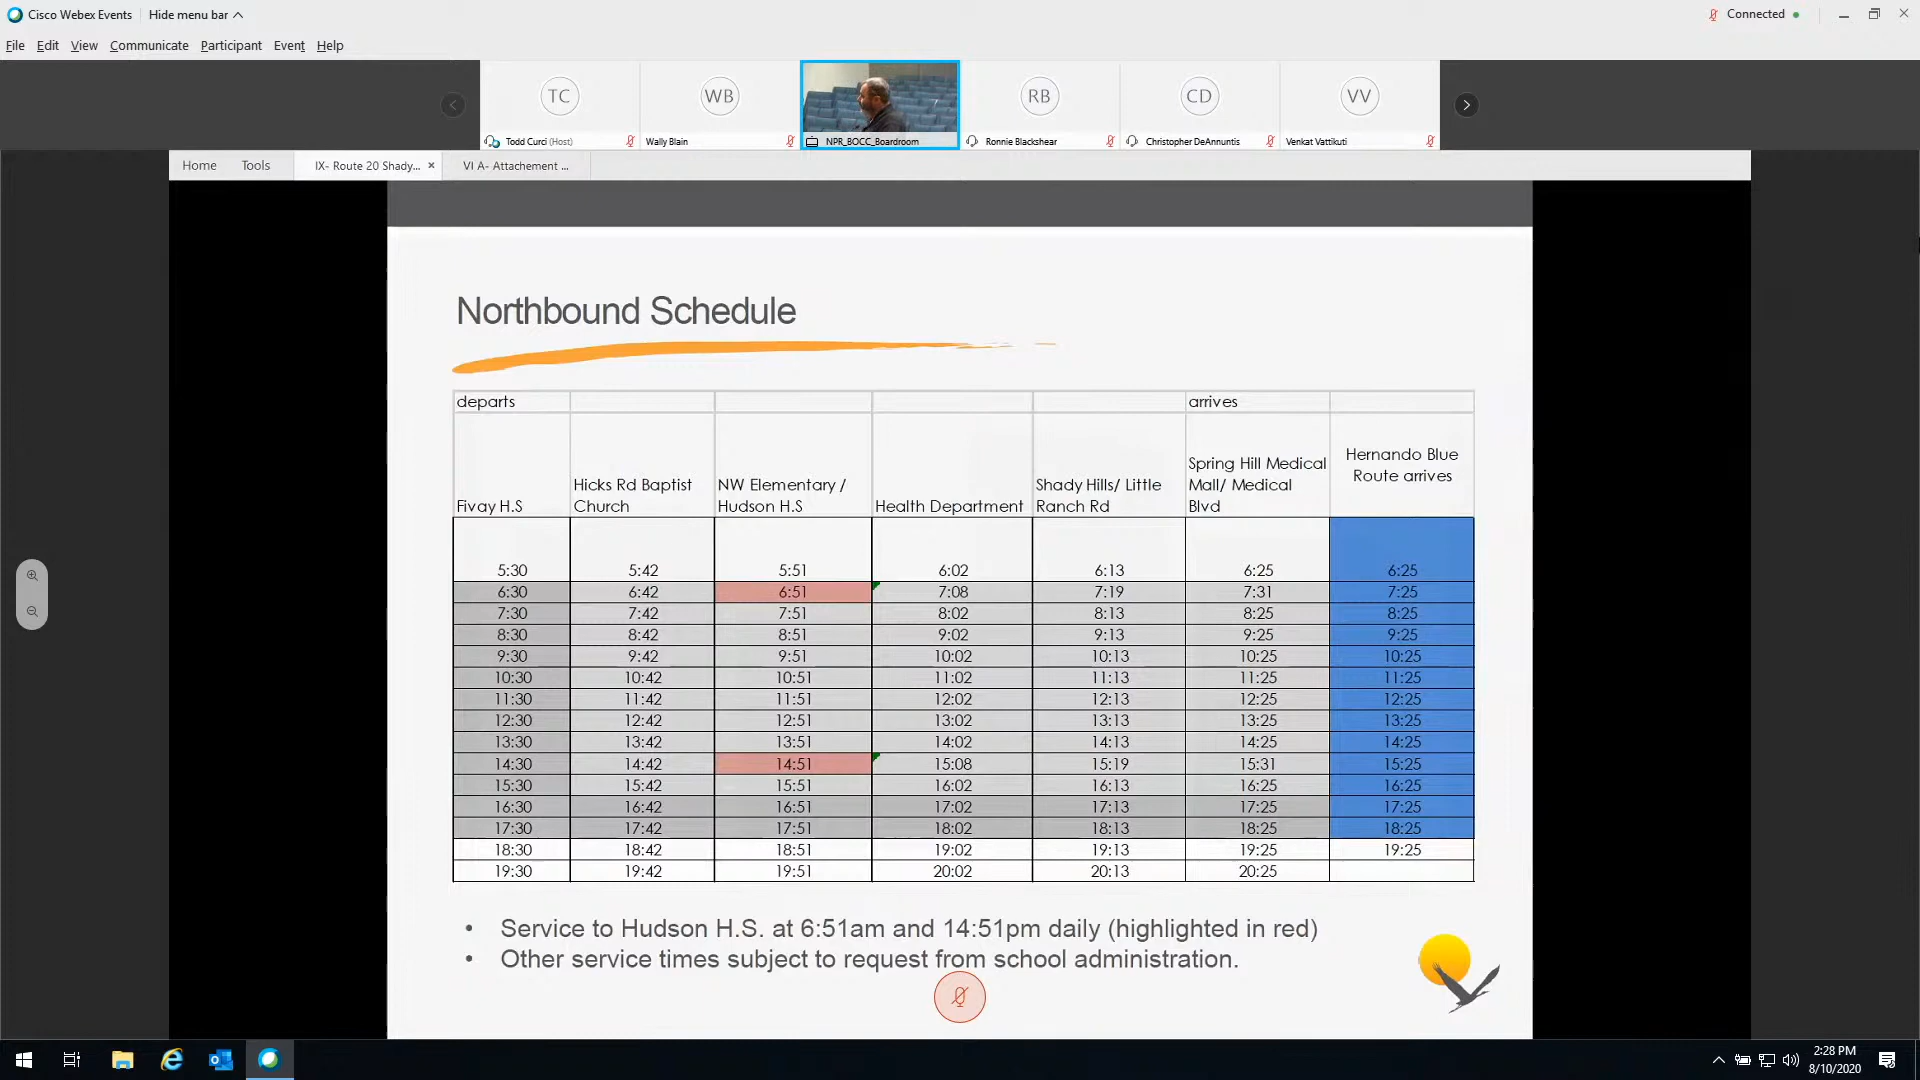 Cisco Webex Events Hide menu bar Connected
File Edit View Communicate Participant Event Help
TC WB RB CD VV
Todd Curci (Host) Wally Blain NPR_BOCC_Boardroom Ronnie Blackshear Christopher DeAnnuntis Venkat Vattikuti
Home Tools IX- Route 20 Shady... × VI A- Attachement ...
Northbound Schedule
departs arrives
Fivay H.S
Hicks Rd Baptist
Church
NW Elementary /
Hudson H.S
Health Department
Shady Hills/ Little
Ranch Rd
Spring Hill Medical
Mall/ Medical
Blvd
Hernando Blue
Route arrives
5:30 5:42 5:51 6:02 6:13 6:25 6:25
6:30 6:42 6:51 7:08 7:19 7:31 7:25
7:30 7:42 7:51 8:02 8:13 8:25 8:25
8:30 8:42 8:51 9:02 9:13 9:25 9:25
9:30 9:42 9:51 10:02 10:13 10:25 10:25
10:30 10:42 10:51 11:02 11:13 11:25 11:25
11:30 11:42 11:51 12:02 12:13 12:25 12:25
12:30 12:42 12:51 13:02 13:13 13:25 13:25
13:30 13:42 13:51 14:02 14:13 14:25 14:25
14:30 14:42 14:51 15:08 15:19 15:31 15:25
15:30 15:42 15:51 16:02 16:13 16:25 16:25
16:30 16:42 16:51 17:02 17:13 17:25 17:25
17:30 17:42 17:51 18:02 18:13 18:25 18:25
18:30 18:42 18:51 19:02 19:13 19:25 19:25
19:30 19:42 19:51 20:02 20:13 20:25
• Service to Hudson H.S. at 6:51am and 14:51pm daily (highlighted in red)
• Other service times subject to request from school administration.
2:28 PM
8/10/2020